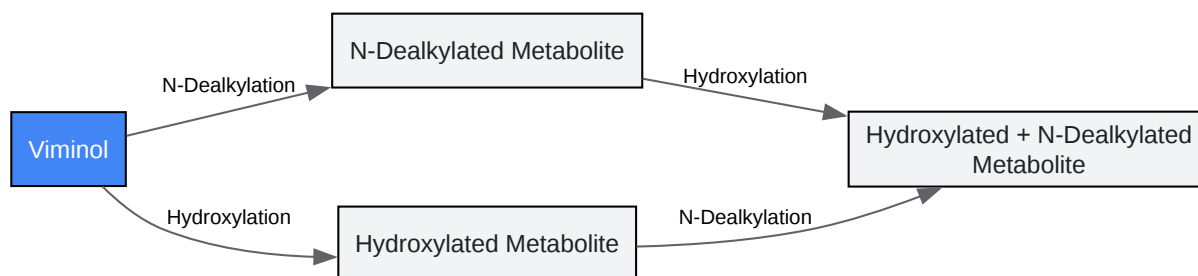 N-Dealkylated Metabolite
N-Dealkylation
Hydroxylation
Viminol
Hydroxylated + N-Dealkylated
Metabolite
Hydroxylation
N-Dealkylation
Hydroxylated Metabolite